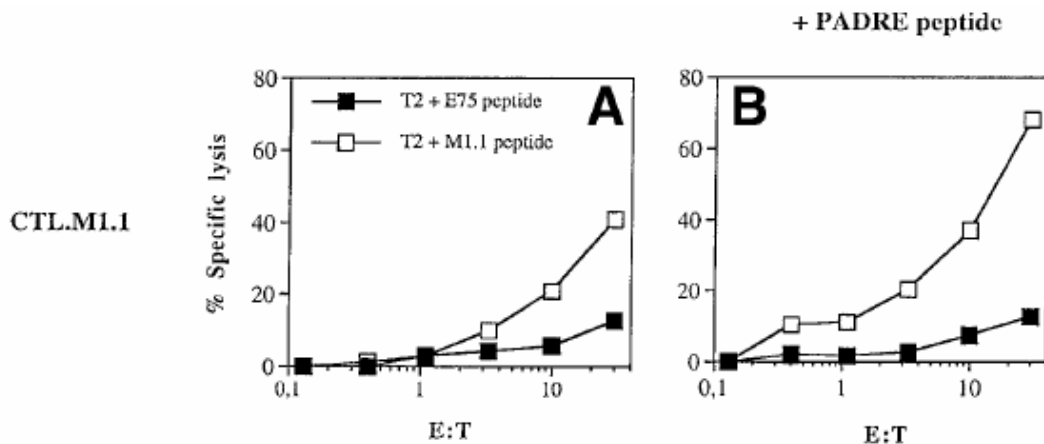 + PADRE peptide
A
B
T2 + E75 peptide
T2 + M1.1 peptide
CTL.M1.1
% Specific lysis
80
60
40
20
0
0,1
1
10
E:T
80
60
40
20
0
0,1
1
10
E:T